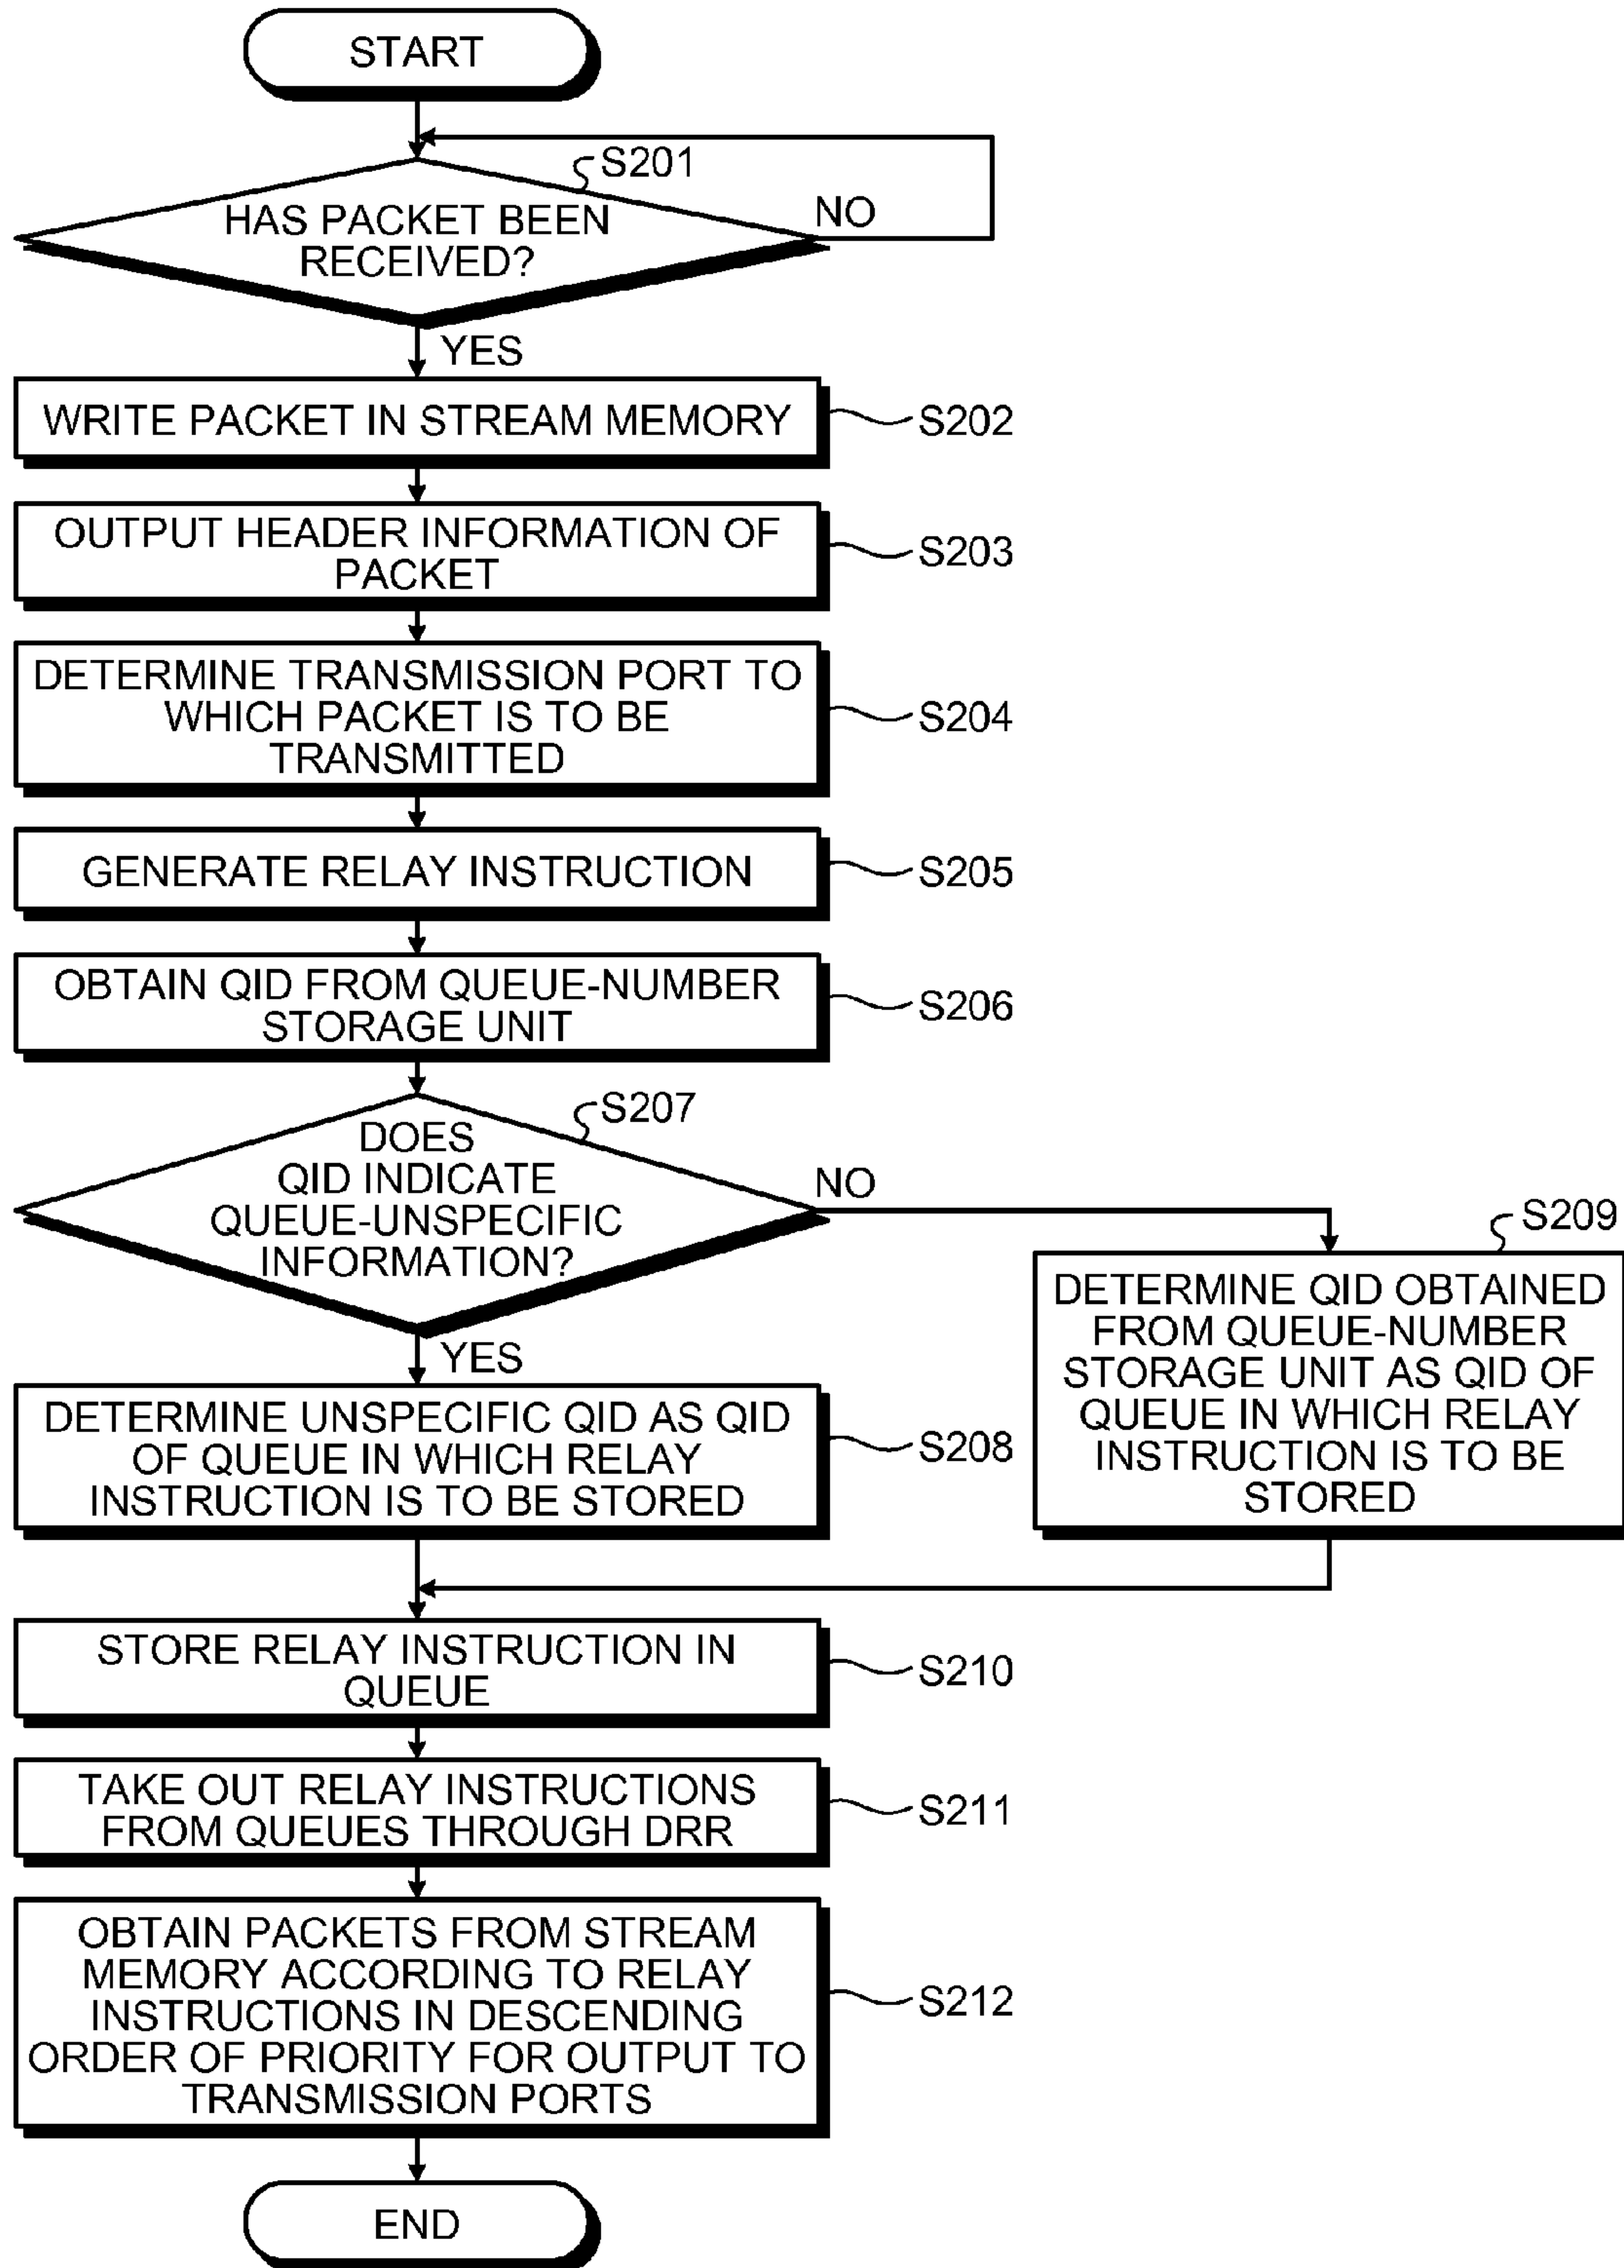 START
S201
HAS PACKET BEEN
RECEIVED?
NO
YES
WRITE PACKET IN STREAM MEMORY
S202
OUTPUT HEADER INFORMATION OF
PACKET
S203
DETERMINE TRANSMISSION PORT TO
WHICH PACKET IS TO BE
TRANSMITTED
S204
GENERATE RELAY INSTRUCTION
S205
OBTAIN QID FROM QUEUE-NUMBER
STORAGE UNIT
S206
S207
DOES
QID INDICATE
QUEUE-UNSPECIFIC
INFORMATION?
NO
YES
S209
DETERMINE QID OBTAINED
FROM QUEUE-NUMBER
STORAGE UNIT AS QID OF
QUEUE IN WHICH RELAY
INSTRUCTION IS TO BE
STORED
DETERMINE UNSPECIFIC QID AS QID
OF QUEUE IN WHICH RELAY
INSTRUCTION IS TO BE STORED
S208
STORE RELAY INSTRUCTION IN
QUEUE
S210
TAKE OUT RELAY INSTRUCTIONS
FROM QUEUES THROUGH DRR
S211
OBTAIN PACKETS FROM STREAM
MEMORY ACCORDING TO RELAY
INSTRUCTIONS IN DESCENDING
ORDER OF PRIORITY FOR OUTPUT TO
TRANSMISSION PORTS
S212
END